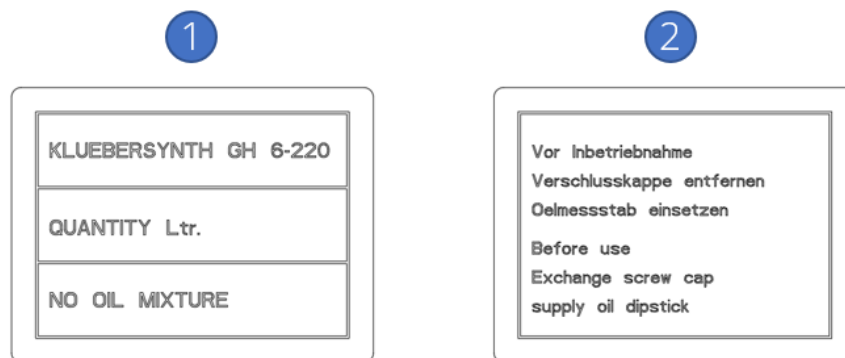 1
2
KLUEBERSYNTH GH 6-220
QUANTITY Ltr.
NO OIL MIXTURE
Vor Inbetriebnahme
Verschlusskappe entfernen
Oelmessstab einsetzen
Before use
Exchange screw cap
supply oil dipstick